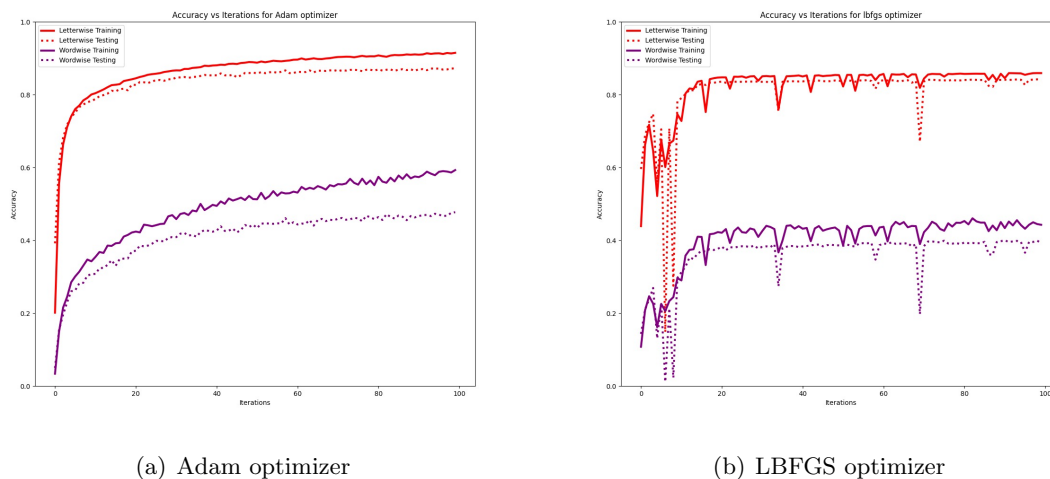 Accuracy vs Iterations for Adam optimizer
1.0
0.8
0.6
0.4
0.2
0.0
Accuracy
Letterwise Training
Letterwise Testing
Wordwise Training
Wordwise Testing
0 20 40 60 80 100
Iterations
(a) Adam optimizer
Accuracy vs Iterations for lbfgs optimizer
1.0
0.8
0.6
0.4
0.2
0.0
Accuracy
Letterwise Training
Letterwise Testing
Wordwise Training
Wordwise Testing
0 20 40 60 80 100
Iterations
(b) LBFGS optimizer